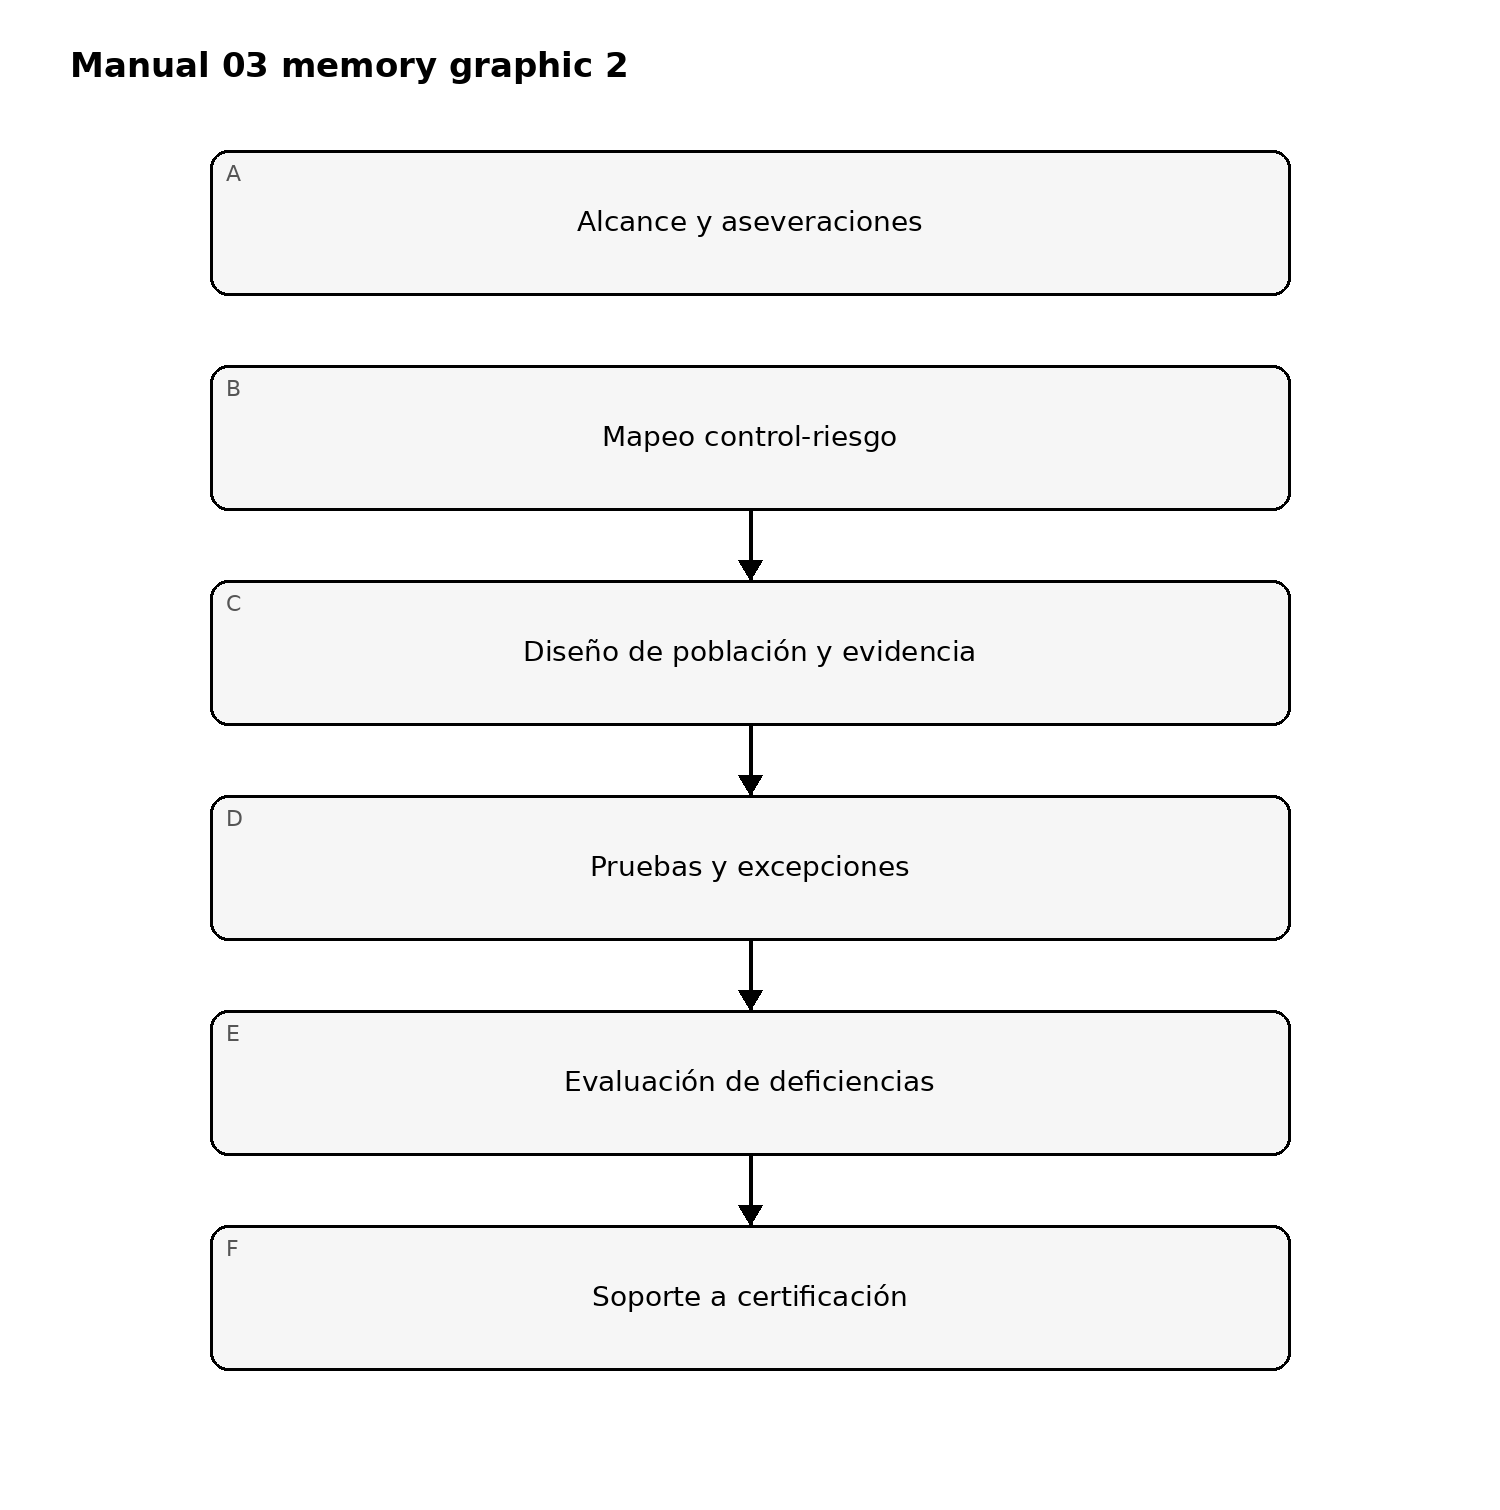 Manual 03 memory graphic 2
A
Alcance y aseveraciones
B
Mapeo control-riesgo
C
Diseño de población y evidencia
D
Pruebas y excepciones
E
Evaluación de deficiencias
F
Soporte a certificación